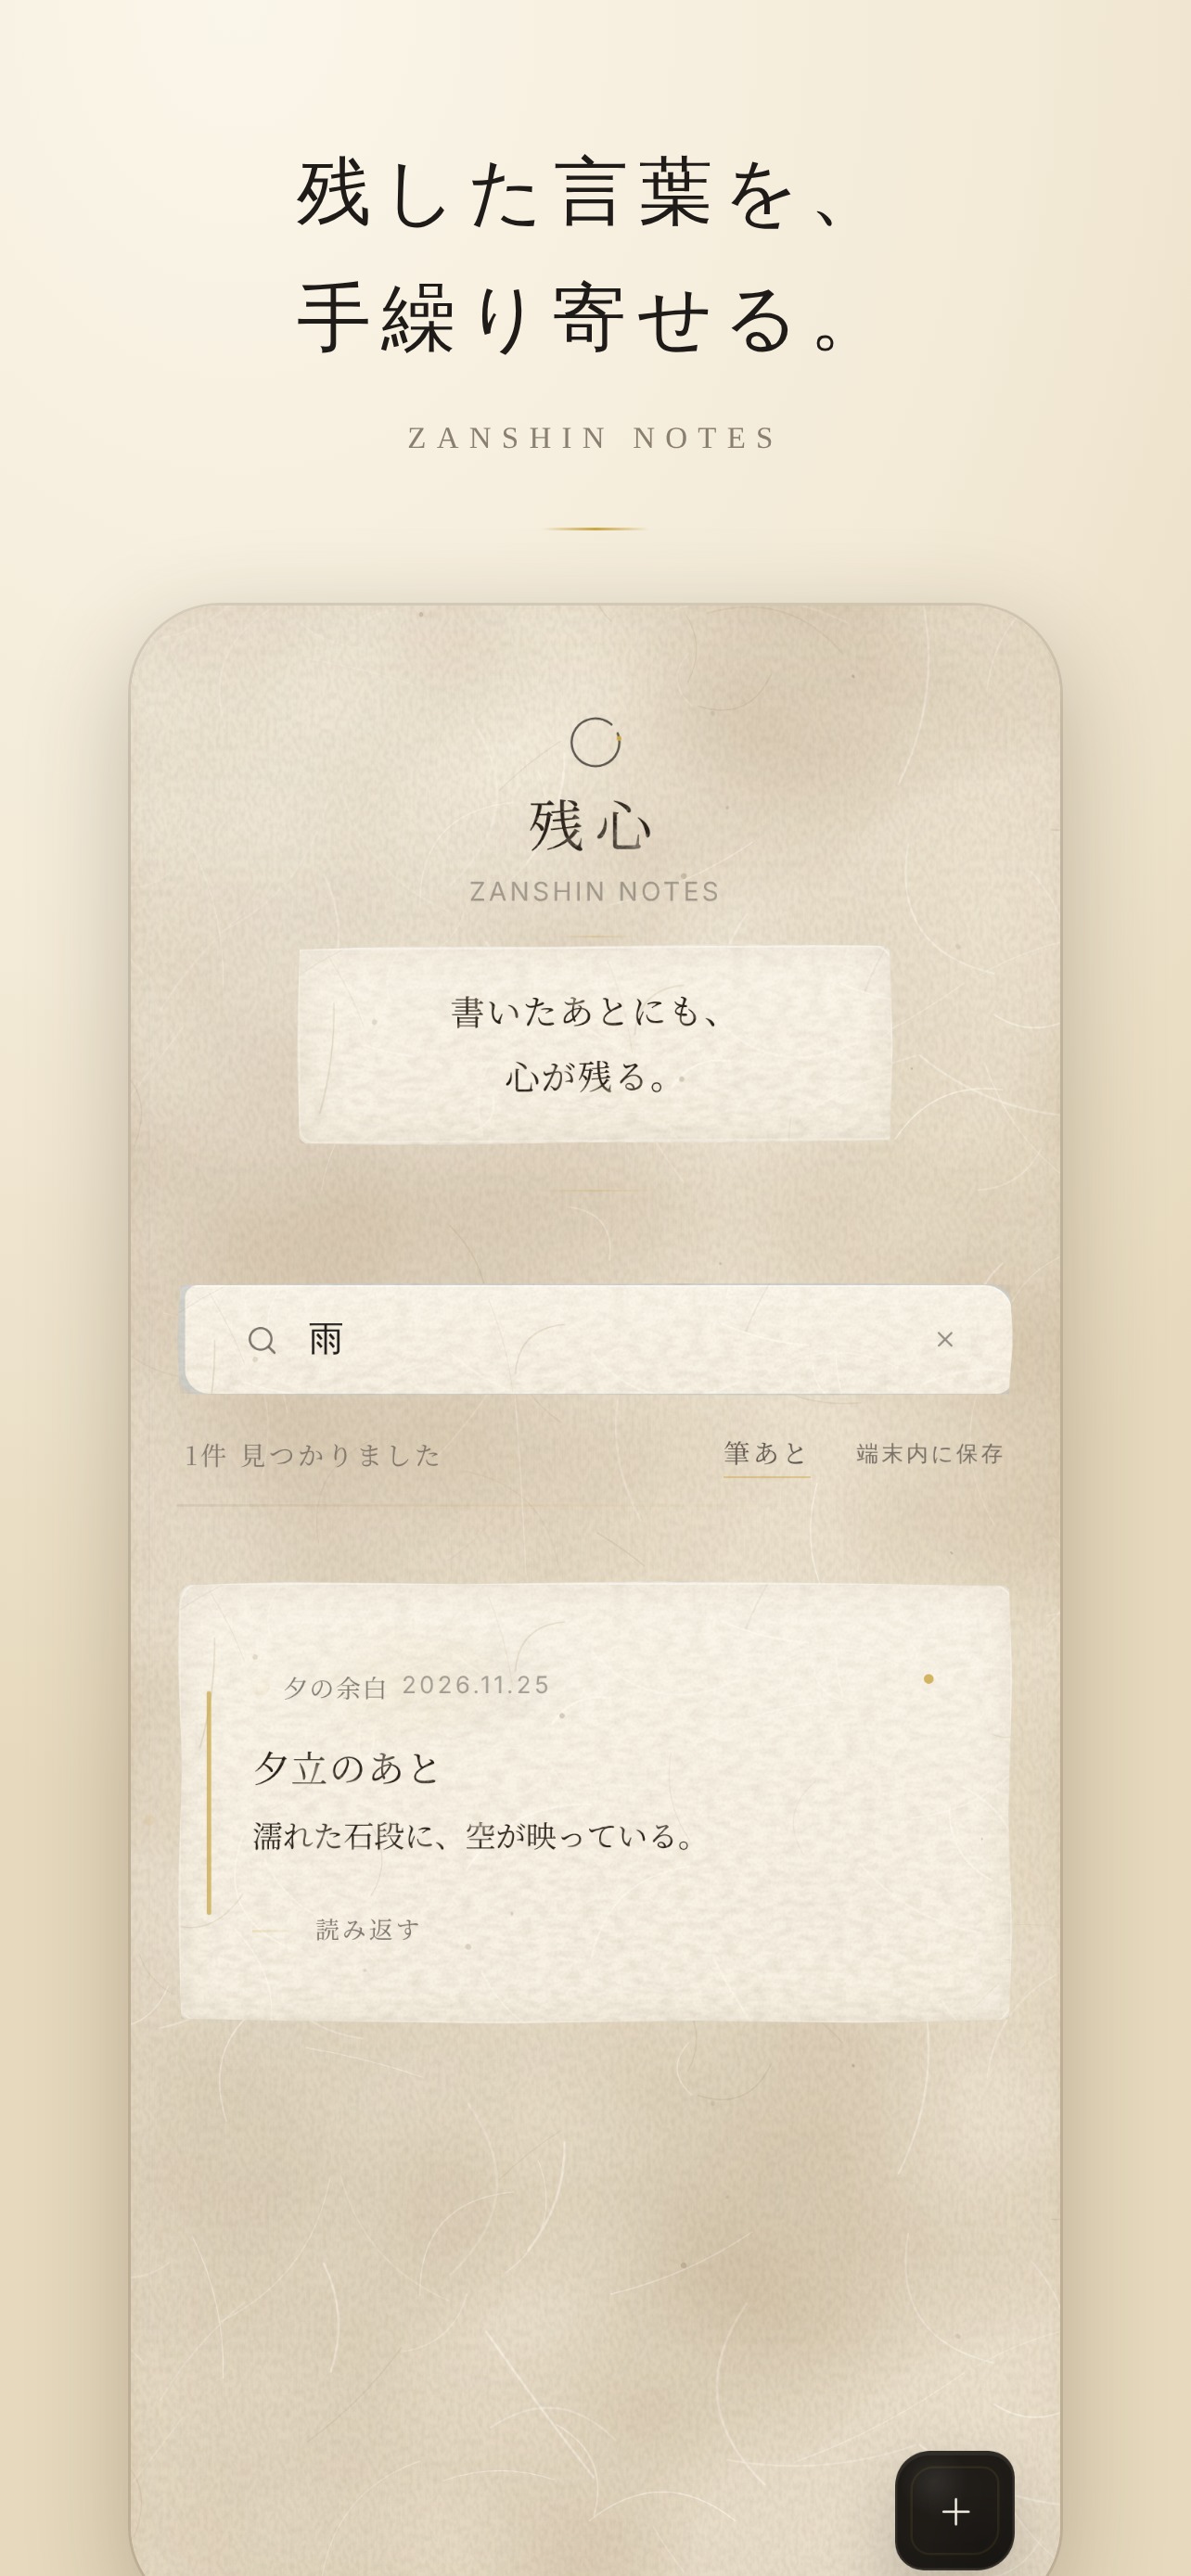 残した言葉を、
手繰り寄せる。
ZANSHIN NOTES
残心
ZANSHIN NOTES
書いたあとにも、
心が残る。
雨
1件 見つかりました 筆あと 端末内に保存
夕の余白 2026.11.25
夕立のあと
濡れた石段に、空が映っている。
読み返す